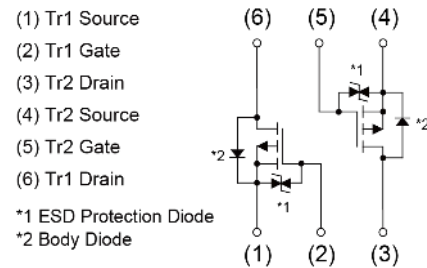 (1) Tr1 Source
(2) Tr1 Gate
(3) Tr2 Drain
(4) Tr2 Source
(5) Tr2 Gate
(6) Tr1 Drain
*1 ESD Protection Diode
*2 Body Diode
(6) (5) (4)
*1
*2
*2
*1
(1) (2) (3)